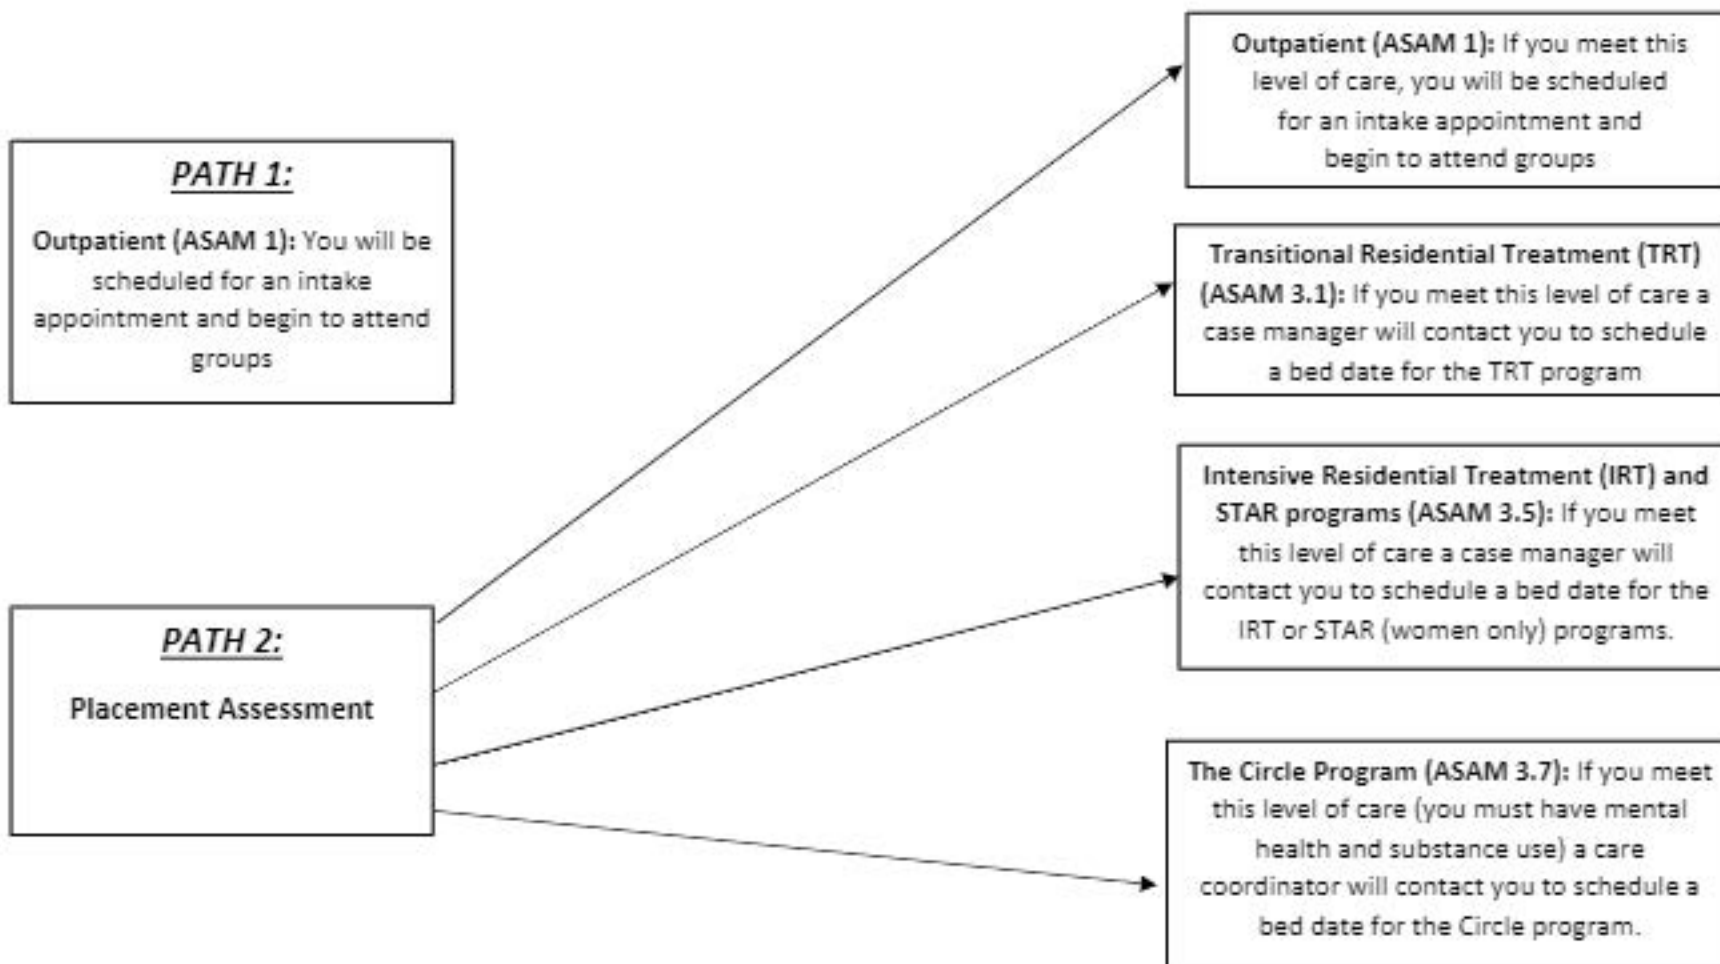 PATH 1:
Outpatient (ASAM 1): You will be
scheduled for an intake
appointment and begin to attend
groups
PATH 2:
Placement Assessment
Outpatient (ASAM 1): If you meet this
level of care, you will be scheduled
for an intake appointment and
begin to attend groups
Transitional Residential Treatment (TRT)
(ASAM 3.1): If you meet this level of care a
case manager will contact you to schedule
a bed date for the TRT program
Intensive Residential Treatment (IRT) and
STAR programs (ASAM 3.5): If you meet
this level of care a case manager will
contact you to schedule a bed date for the
IRT or STAR (women only) programs.
The Circle Program (ASAM 3.7): If you meet
this level of care (you must have mental
health and substance use) a care
coordinator will contact you to schedule a
bed date for the Circle program.